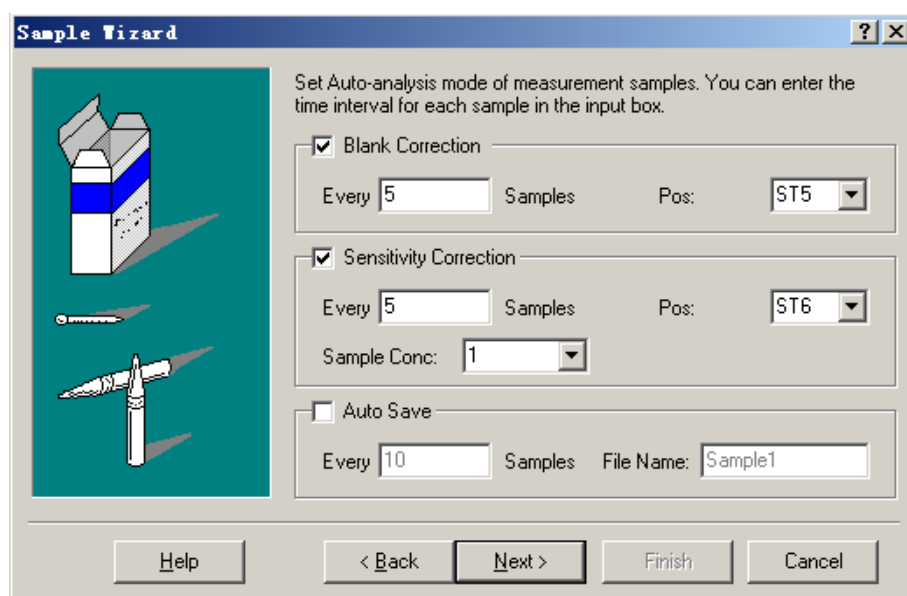 Sample Wizard
Set Auto-analysis mode of measurement samples. You can enter the
time interval for each sample in the input box.
Blank Correction
Every 5 Samples Pos: ST5
Sensitivity Correction
Every 5 Samples Pos: ST6
Sample Conc: 1
Auto Save
Every 10 Samples File Name: Sample1
Help < Back Next > Finish Cancel